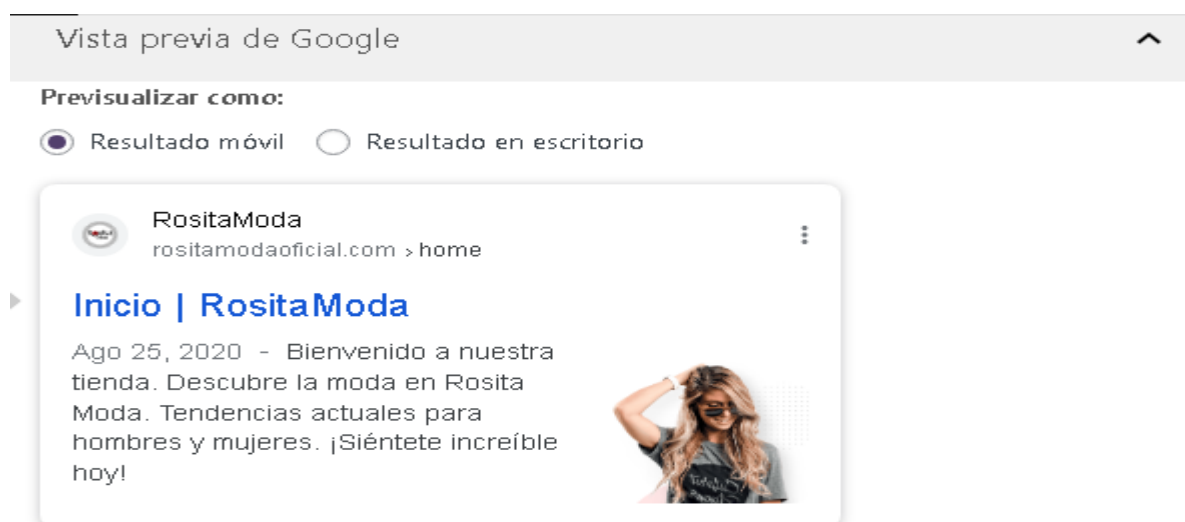 Vista previa de Google
Previsualizar como:
Resultado móvil Resultado en escritorio
RositaModa
rositamodaoficial.com › home
Inicio | RositaModa
Ago 25, 2020 - Bienvenido a nuestra
tienda. Descubre la moda en Rosita
Moda. Tendencias actuales para
hombres y mujeres. ¡Siéntete increíble
hoy!